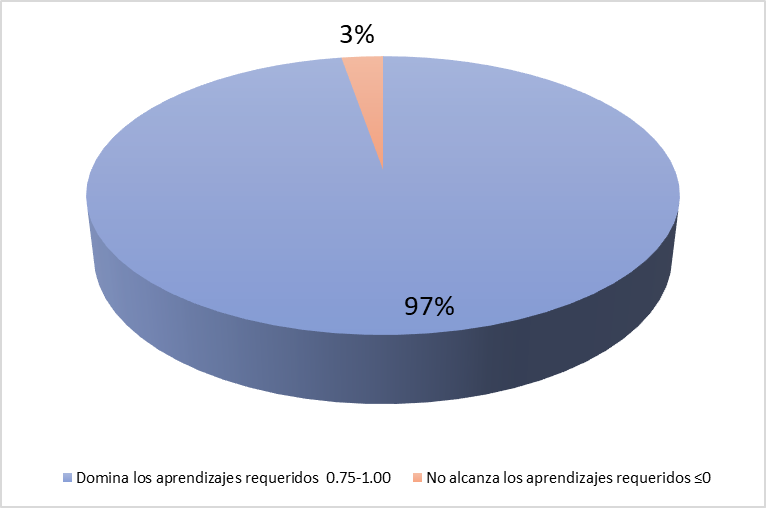 3%
97%
Domina los aprendizajes requeridos  0.75-1.00
No alcanza los aprendizajes requeridos ≤0